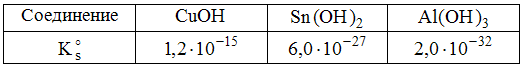 Соединение CuOH Sn(OH)₂ Al(OH)₃
K°ₛ 1,2·10⁻¹⁵ 6,0·10⁻²⁷ 2,0·10⁻³²